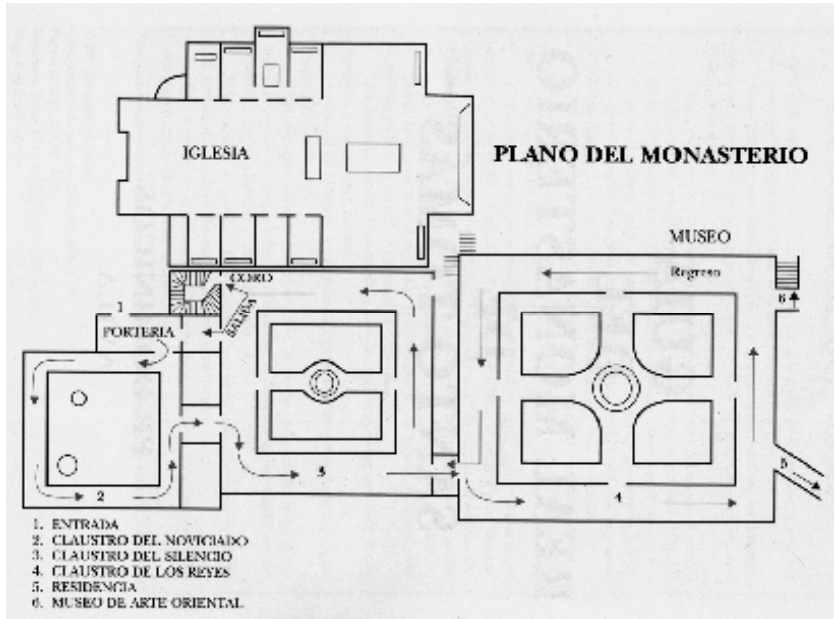 PLANO DEL MONASTERIO
IGLESIA
MUSEO
Regreso
CORO
SALIDA
1
PORTERIA
6
2
3
4
5
1. ENTRADA
2. CLAUSTRO DEL NOVICIADO
3. CLAUSTRO DEL SILENCIO
4. CLAUSTRO DE LOS REYES
5. RESIDENCIA
6. MUSEO DE ARTE ORIENTAL